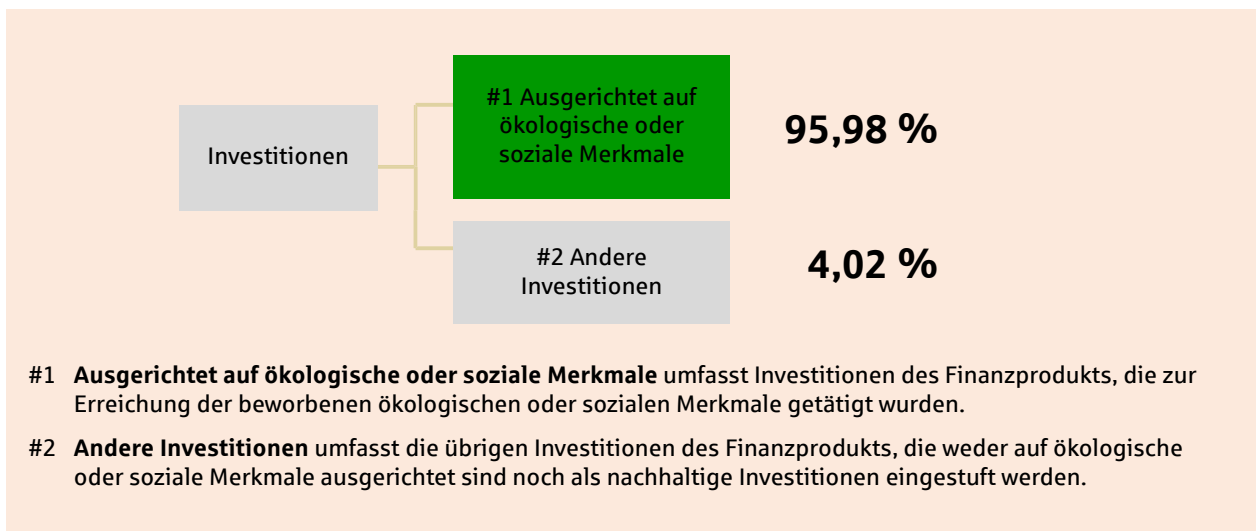 #1 Ausgerichtet auf
ökologische oder
soziale Merkmale
95,98 %
Investitionen
#2 Andere
Investitionen
4,02 %
#1 Ausgerichtet auf ökologische oder soziale Merkmale umfasst Investitionen des Finanzprodukts, die zur
Erreichung der beworbenen ökologischen oder sozialen Merkmale getätigt wurden.
#2 Andere Investitionen umfasst die übrigen Investitionen des Finanzprodukts, die weder auf ökologische
oder soziale Merkmale ausgerichtet sind noch als nachhaltige Investitionen eingestuft werden.